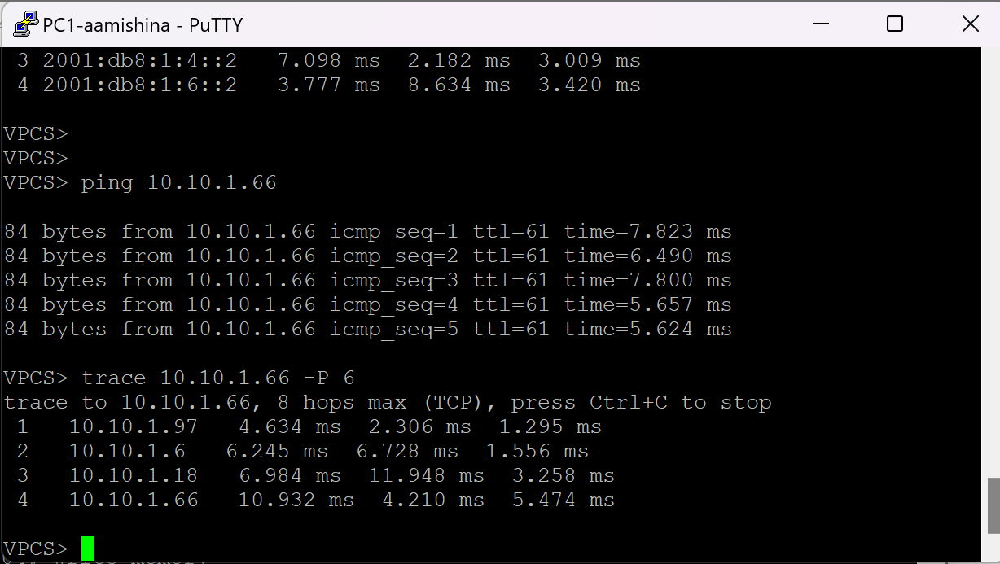 PC1-aamishina - PuTTY
3 2001:db8:1:4::2   7.098 ms  2.182 ms  3.009 ms
4 2001:db8:1:6::2   3.777 ms  8.634 ms  3.420 ms
VPCS>
VPCS>
VPCS> ping 10.10.1.66
84 bytes from 10.10.1.66 icmp_seq=1 ttl=61 time=7.823 ms
84 bytes from 10.10.1.66 icmp_seq=2 ttl=61 time=6.490 ms
84 bytes from 10.10.1.66 icmp_seq=3 ttl=61 time=7.800 ms
84 bytes from 10.10.1.66 icmp_seq=4 ttl=61 time=5.657 ms
84 bytes from 10.10.1.66 icmp_seq=5 ttl=61 time=5.624 ms
VPCS> trace 10.10.1.66 -P 6
trace to 10.10.1.66, 8 hops max (TCP), press Ctrl+C to stop
1   10.10.1.97   4.634 ms  2.306 ms  1.295 ms
2   10.10.1.6   6.245 ms  6.728 ms  1.556 ms
3   10.10.1.18   6.984 ms  11.948 ms  3.258 ms
4   10.10.1.66   10.932 ms  4.210 ms  5.474 ms
VPCS>